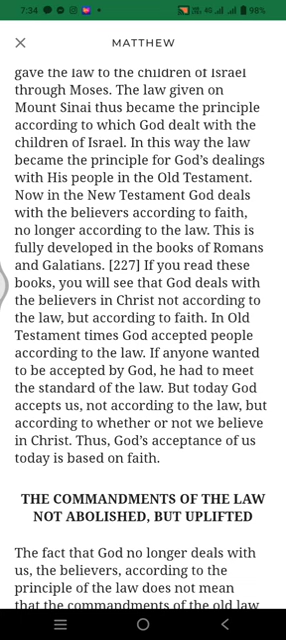 7:34
98%
MATTHEW
gave the law to the children of Israel
through Moses. The law given on
Mount Sinai thus became the principle
according to which God dealt with the
children of Israel. In this way the law
became the principle for God's dealings
with His people in the Old Testament.
Now in the New Testament God deals
with the believers according to faith,
no longer according to the law. This is
fully developed in the books of Romans
and Galatians. [227] If you read these
books, you will see that God deals with
the believers in Christ not according to
the law, but according to faith. In Old
Testament times God accepted people
according to the law. If anyone wanted
to be accepted by God, he had to meet
the standard of the law. But today God
accepts us, not according to the law, but
according to whether or not we believe
in Christ. Thus, God's acceptance of us
today is based on faith.
THE COMMANDMENTS OF THE LAW
NOT ABOLISHED, BUT UPLIFTED
The fact that God no longer deals with
us, the believers, according to the
principle of the law does not mean
that the commandments of the old law